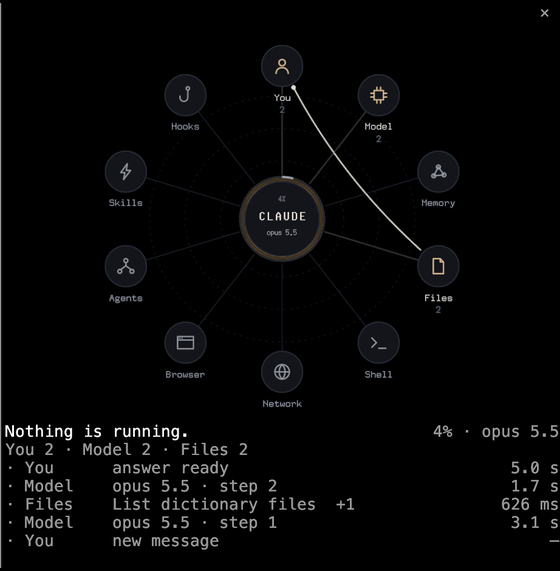 ×
You
2
Hooks
Model
2
4%
CLAUDE
opus 5.5
Skills
Memory
Agents
Files
2
Browser
Shell
Network
Nothing is running. 4% · opus 5.5
You 2 · Model 2 · Files 2
· You answer ready 5.0 s
· Model opus 5.5 · step 2 1.7 s
· Files List dictionary files +1 626 ms
· Model opus 5.5 · step 1 3.1 s
· You new message —